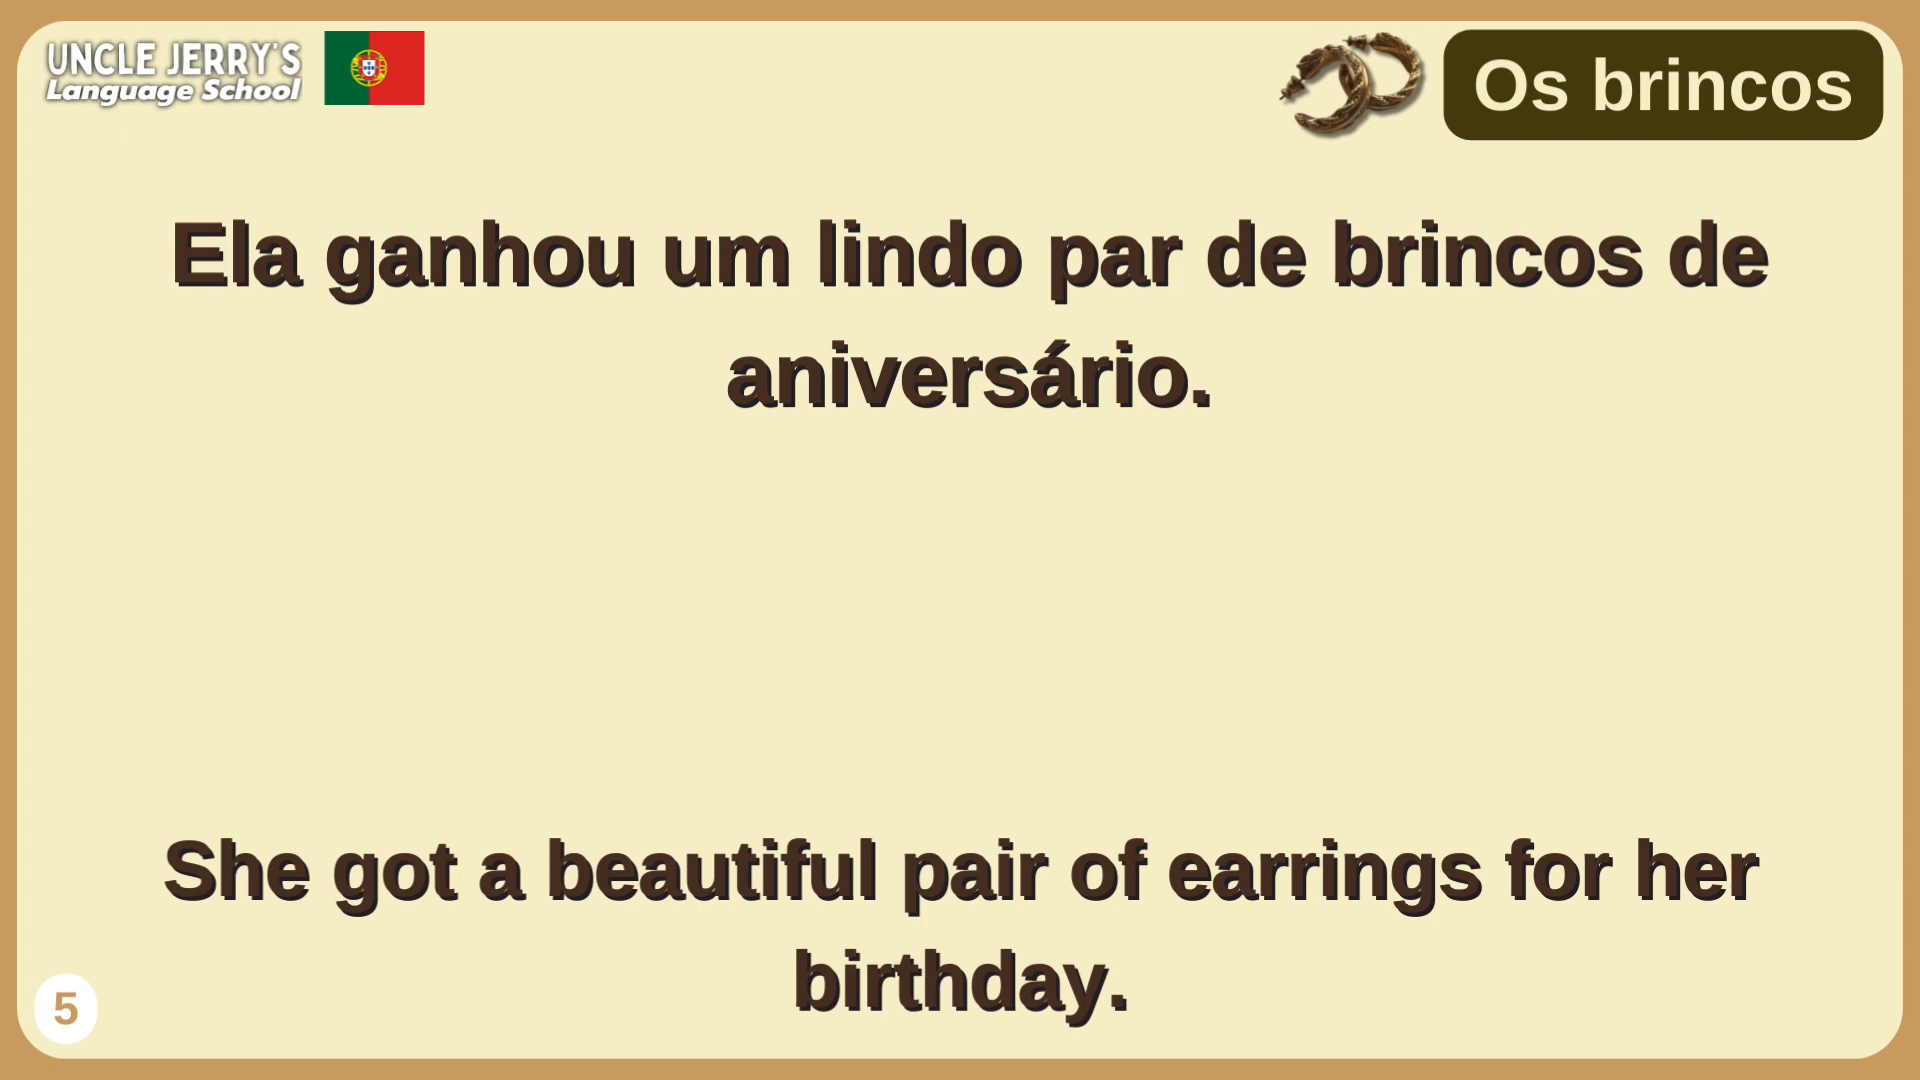 UNCLE JERRY'S
Language School
Os brincos
Ela ganhou um lindo par de brincos de
aniversário.
She got a beautiful pair of earrings for her
birthday.
5